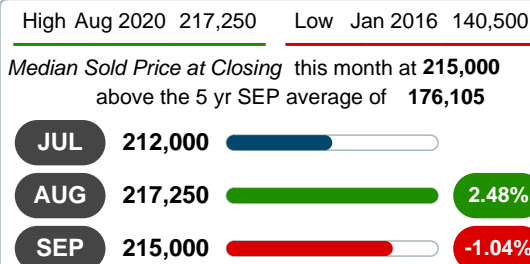 High Aug 2020 217,250 Low Jan 2016 140,500
Median Sold Price at Closing this month at 215,000
above the 5 yr SEP average of 176,105
JUL 212,000
AUG 217,250 2.48%
SEP 215,000 -1.04%